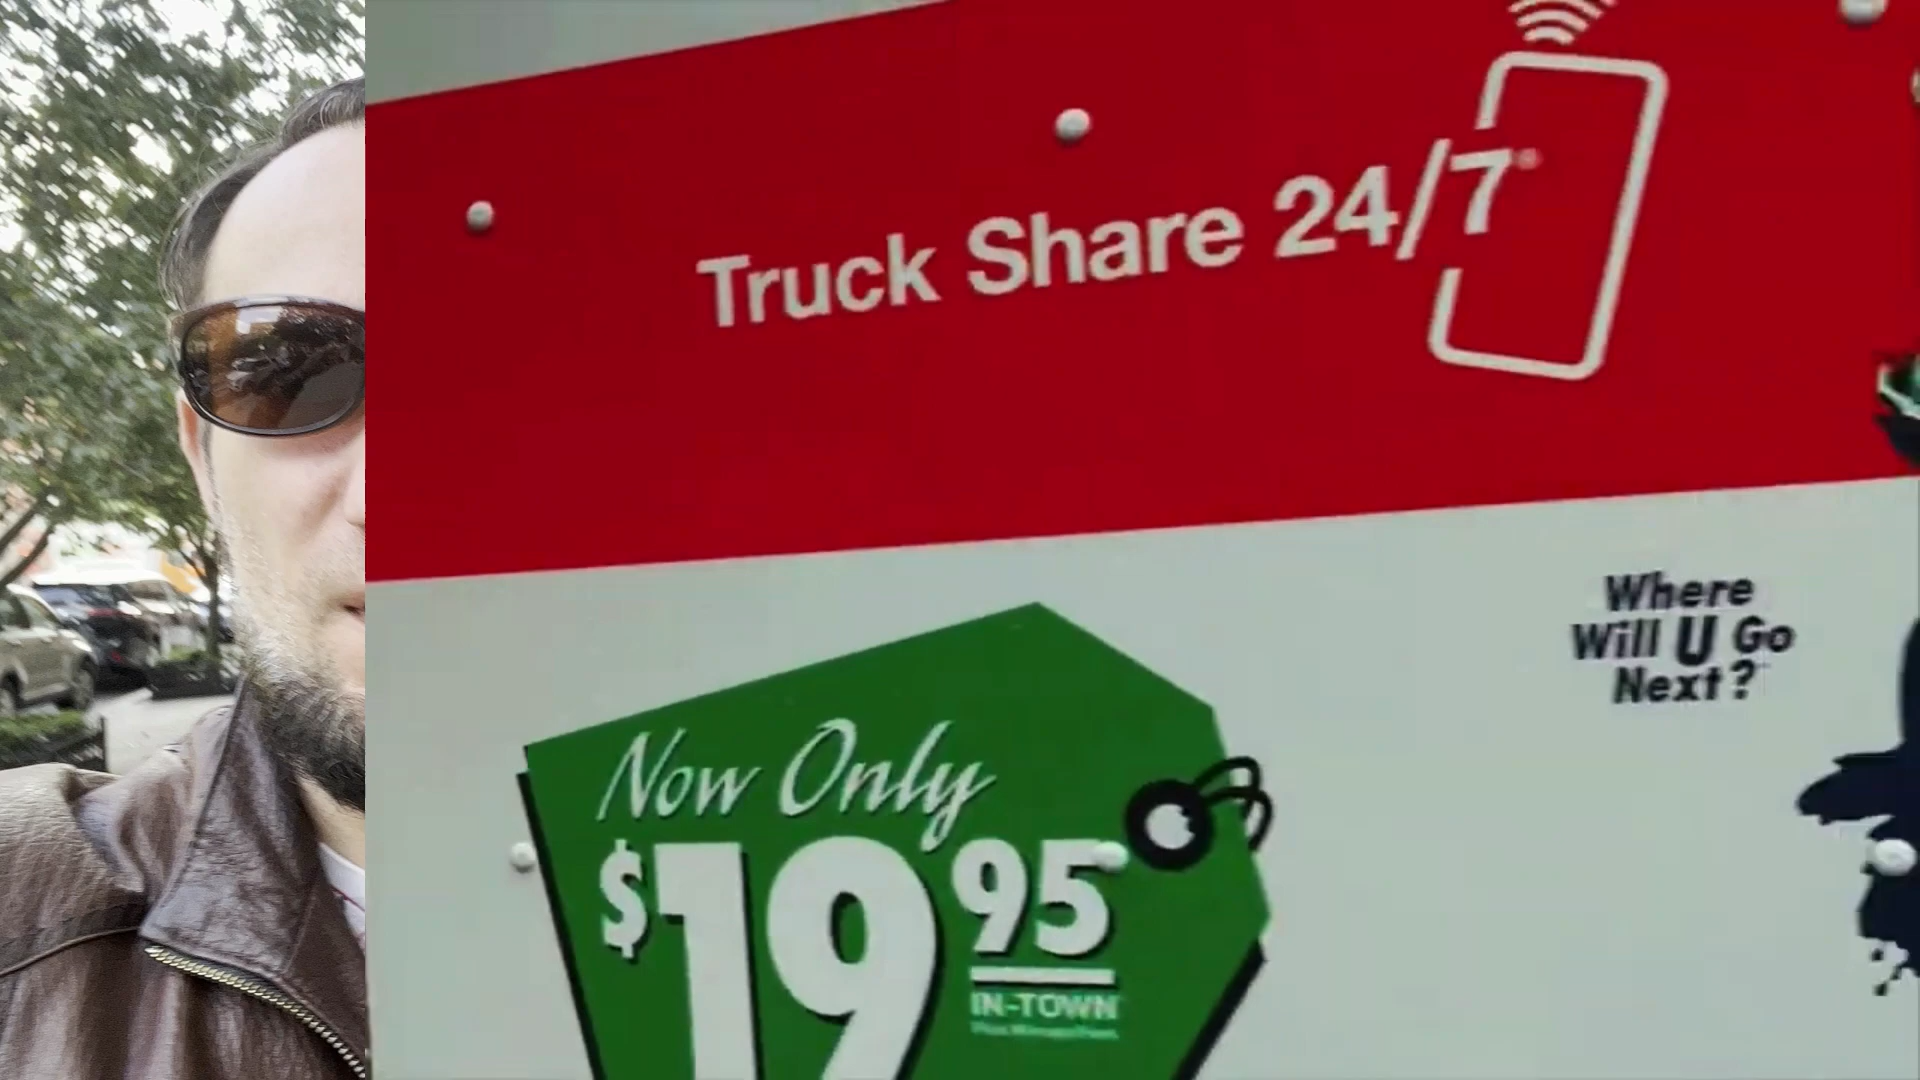 Truck Share 24/7®
Where
Will U Go
Next?
Now Only
$19 95
IN-TOWN